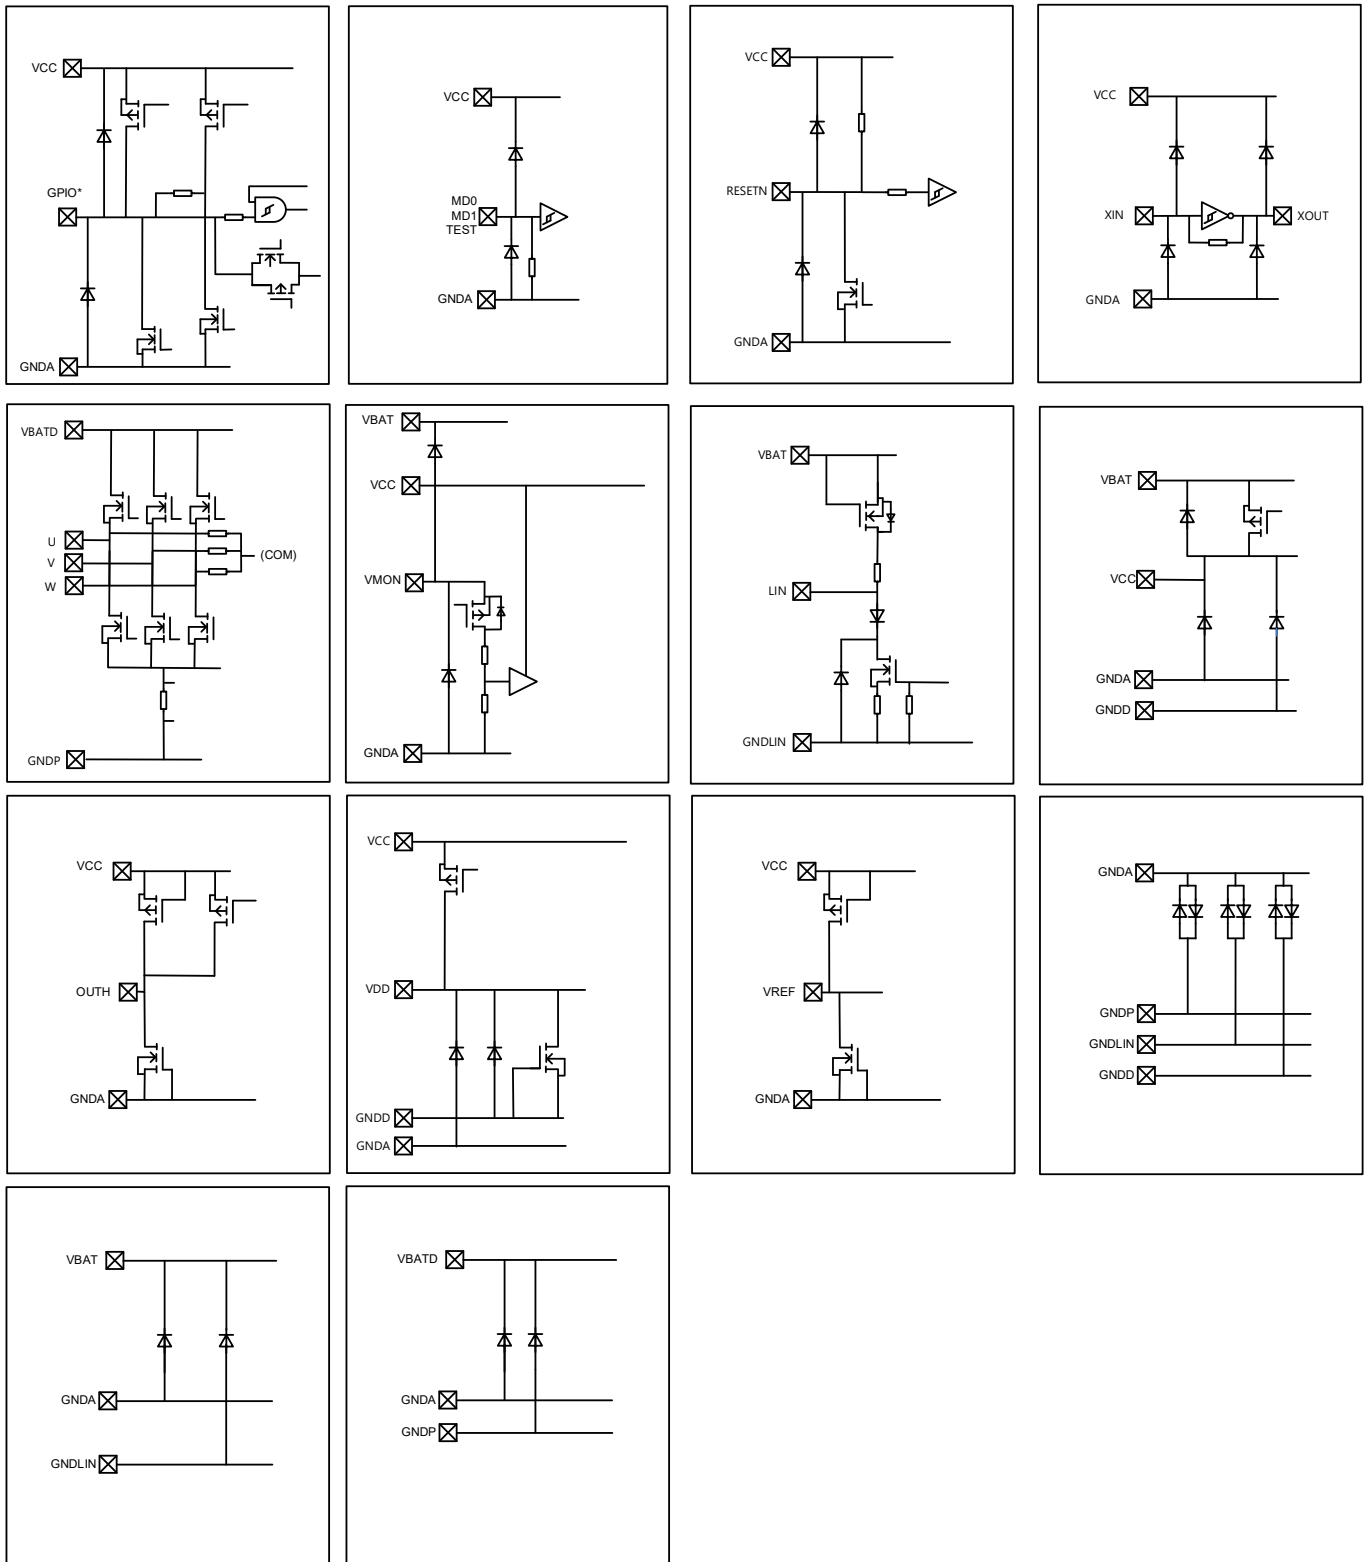 VCC
GPIO*
GNDA
VCC
MD0
MD1
TEST
GNDA
VCC
RESETN
GNDA
VCC
XIN
XOUT
GNDA
VBATD
U
V
W
(COM)
GNDP
VBAT
VCC
VMON
GNDA
VBAT
LIN
GNDLIN
VBAT
VCC
GNDA
GNDD
VCC
OUTH
GNDA
VCC
VDD
GNDD
GNDA
VCC
VREF
GNDA
GNDA
GNDP
GNDLIN
GNDD
VBAT
GNDA
GNDLIN
VBATD
GNDA
GNDP